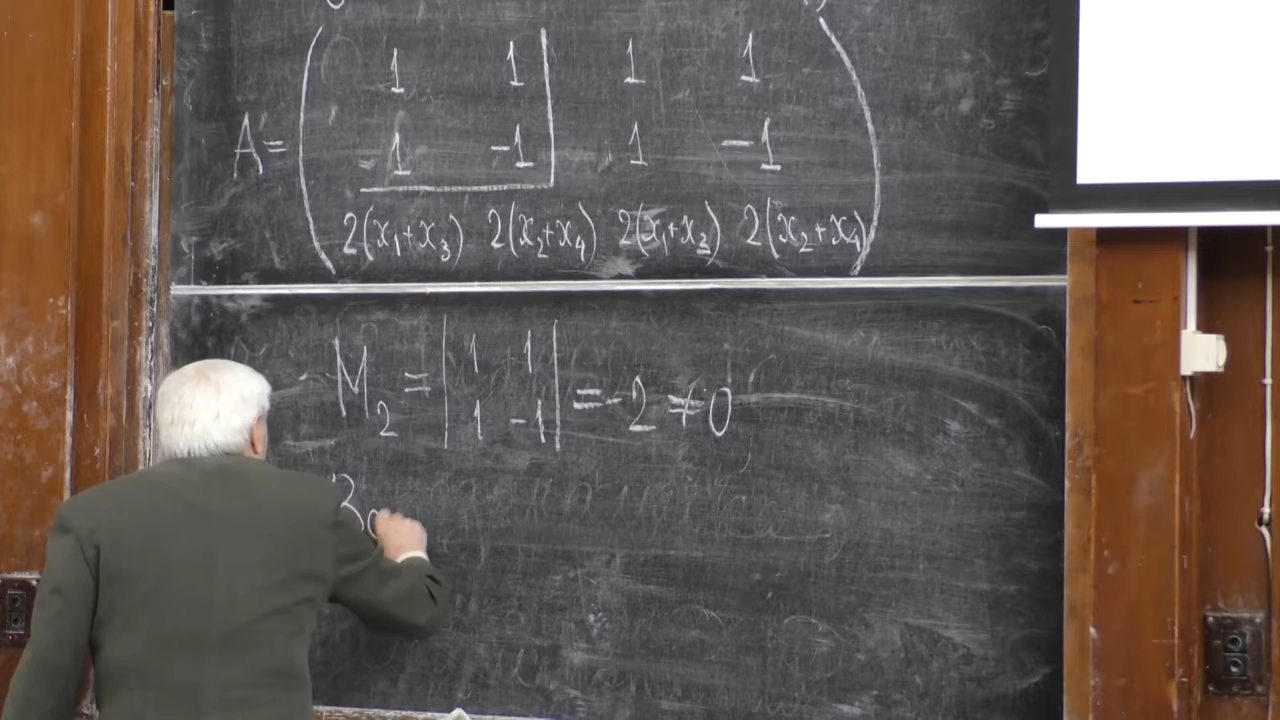 1 1 1 1
A = 1 -1 1 -1
2(x₁+x₃) 2(x₂+x₄) 2(x₁+x₃) 2(x₂+x₄)
M₂ = |1 1|
|1 -1| = -2 ≠ 0